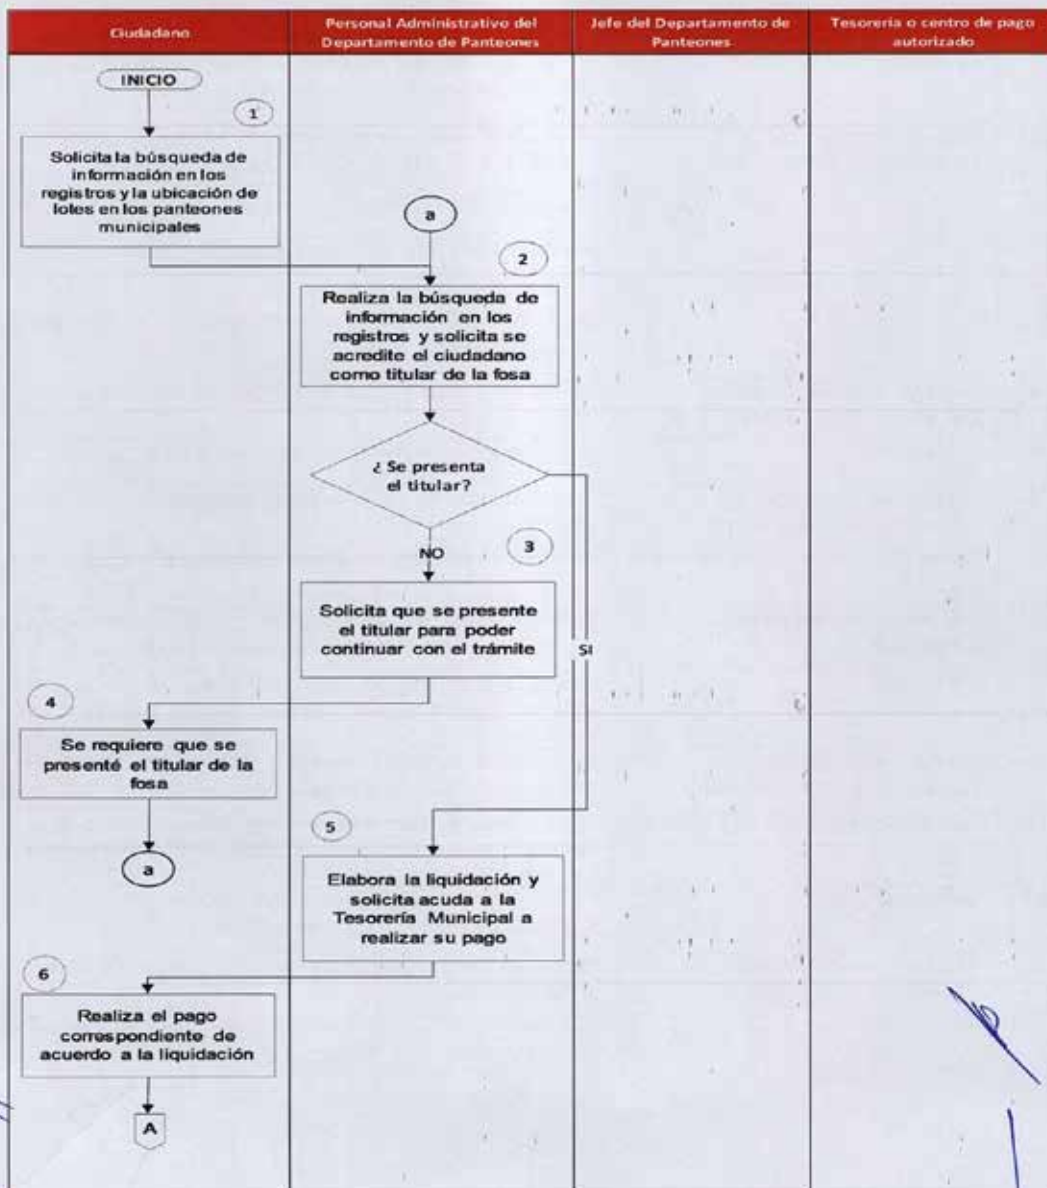 Ciudadano
Personal Administrativo del
Departamento de Panteones
Jefe del Departamento de
Panteones
Tesorería o centro de pago
autorizado
INICIO
1
Solicita la búsqueda de
información en los
registros y la ubicación de
lotes en los panteones
municipales
a
2
Realiza la búsqueda de
información en los
registros y solicita se
acredite el ciudadano
como titular de la fosa
¿ Se presenta
el titular?
NO
3
Solicita que se presente
el titular para poder
continuar con el trámite
SI
4
Se requiere que se
presenté el titular de la
fosa
a
5
Elabora la liquidación y
solicita acuda a la
Tesorería Municipal a
realizar su pago
6
Realiza el pago
correspondiente de
acuerdo a la liquidación
A